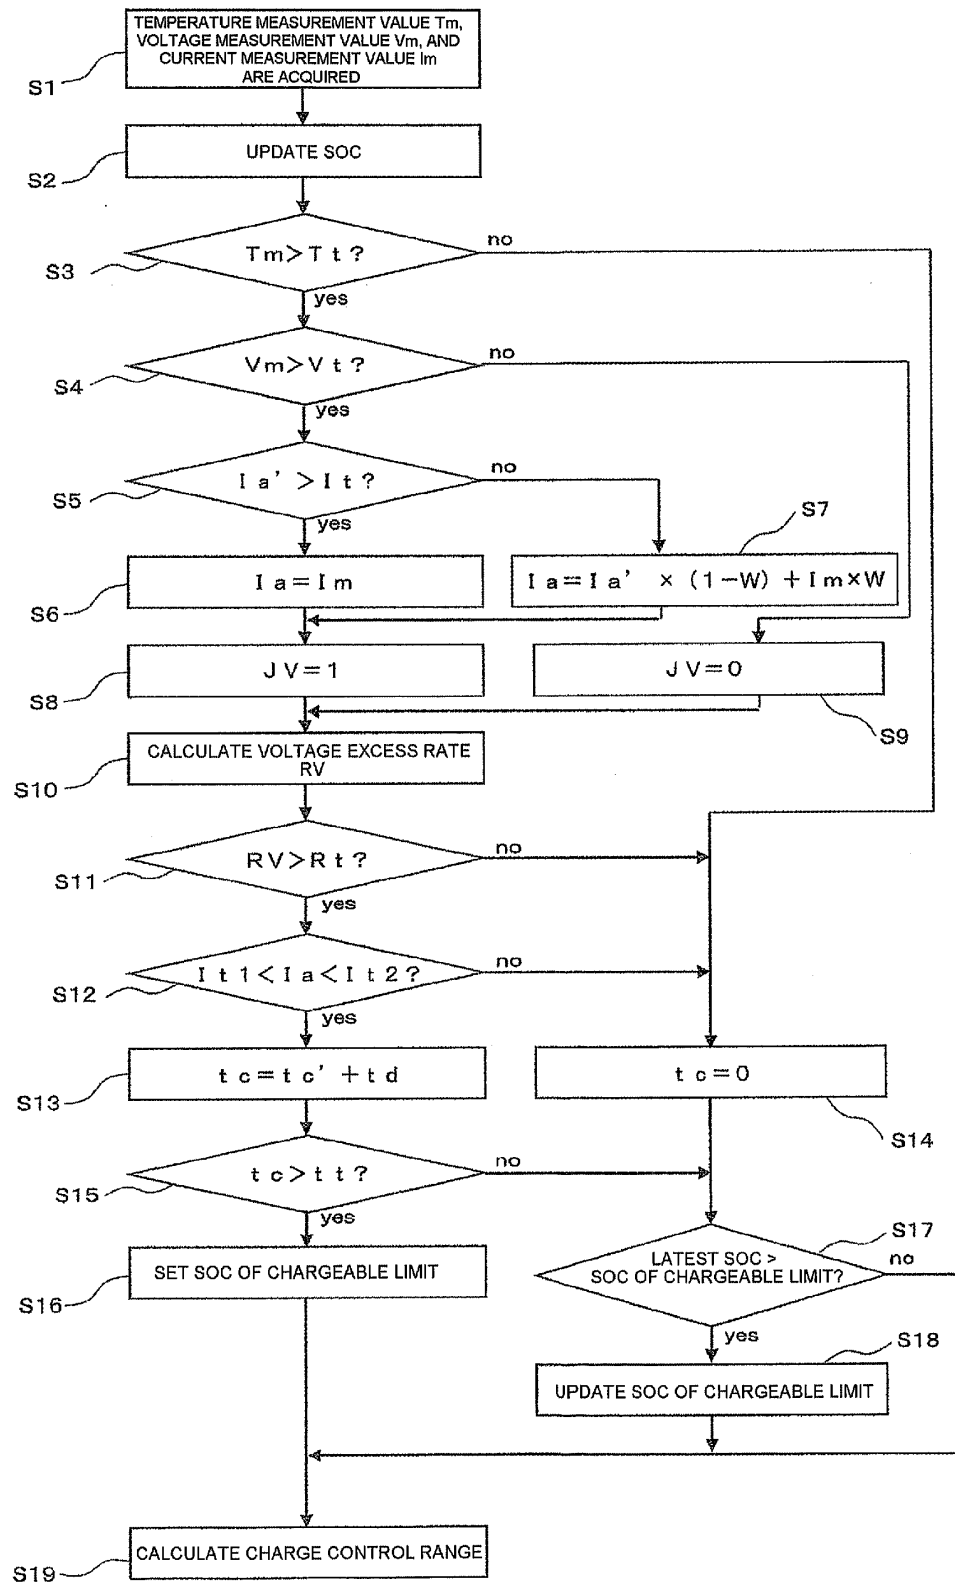 TEMPERATURE MEASUREMENT VALUE Tm,
VOLTAGE MEASUREMENT VALUE Vm, AND
CURRENT MEASUREMENT VALUE Im
ARE ACQUIRED
S1
UPDATE SOC
S2
Tm>Tt?
no
S3
yes
Vm>Vt?
no
S4
yes
Ia'>It?
no
S5
yes
S7
Ia=Im
Ia=Ia' × (1-W)+Im×W
S6
JV=1
JV=0
S8
S9
CALCULATE VOLTAGE EXCESS RATE
RV
S10
RV>Rt?
no
S11
yes
It1<Ia<It2?
no
S12
yes
tc=tc'+td
tc=0
S13
S14
tc>tt?
no
S15
yes
S17
LATEST SOC >
SOC OF CHARGEABLE LIMIT?
no
SET SOC OF CHARGEABLE LIMIT
S16
yes
S18
UPDATE SOC OF CHARGEABLE LIMIT
CALCULATE CHARGE CONTROL RANGE
S19